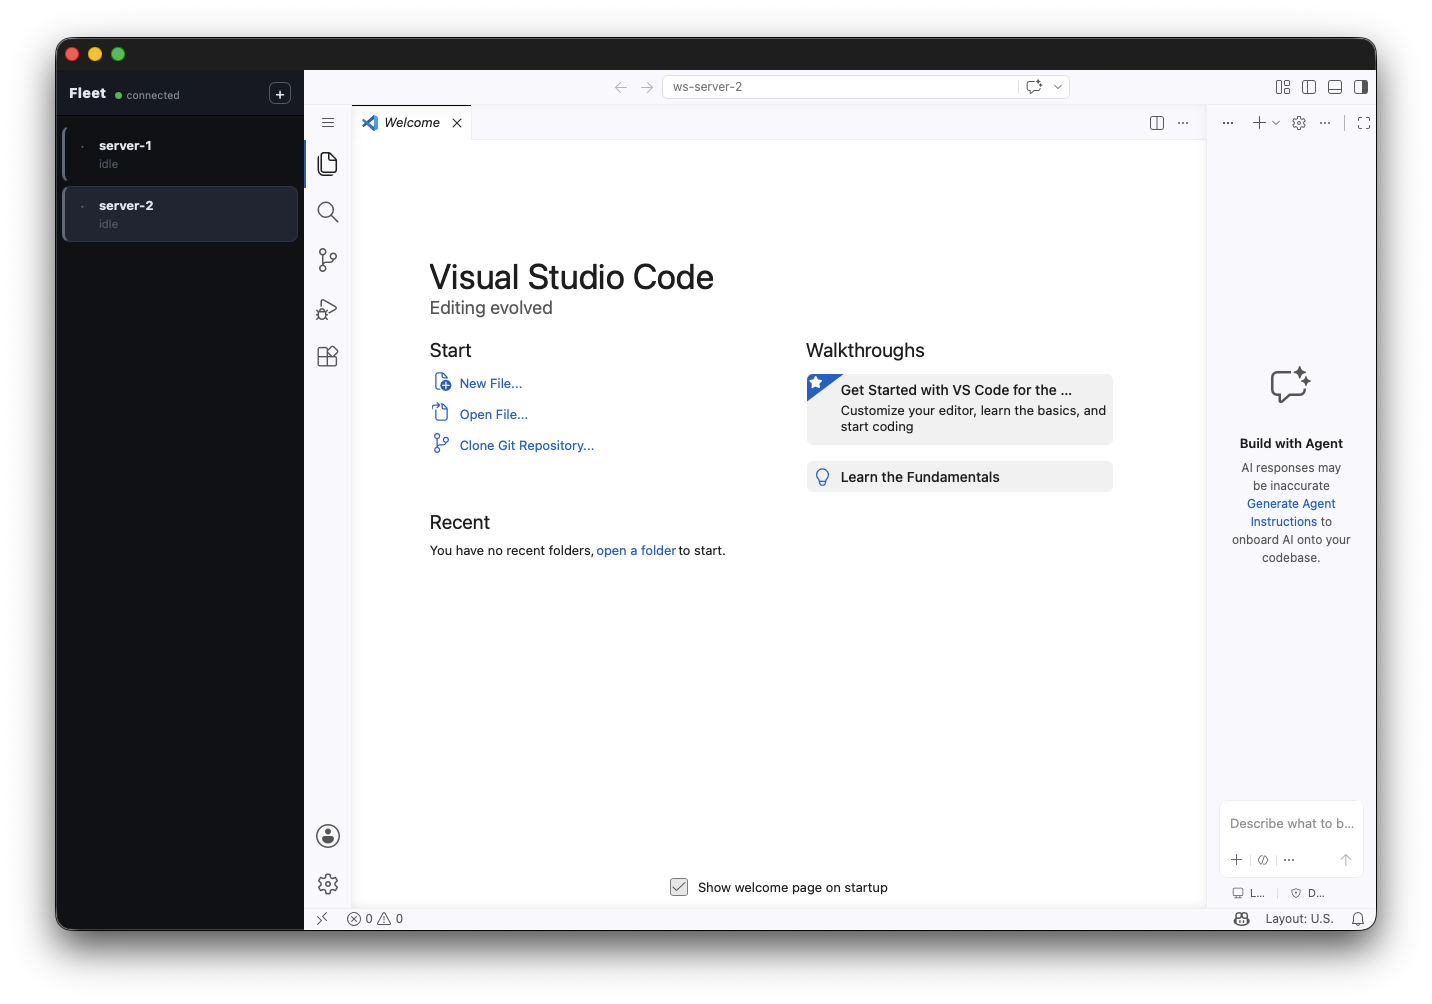 Fleet
connected
+
server-1
idle
server-2
idle
ws-server-2
Welcome
Visual Studio Code
Editing evolved
Start
New File...
Open File...
Clone Git Repository...
Recent
You have no recent folders, open a folder to start.
Walkthroughs
Get Started with VS Code for the ...
Customize your editor, learn the basics, and
start coding
Learn the Fundamentals
Show welcome page on startup
Build with Agent
AI responses may
be inaccurate
Generate Agent
Instructions to
onboard AI onto your
codebase.
Describe what to b...
L...
D...
0
0
Layout: U.S.